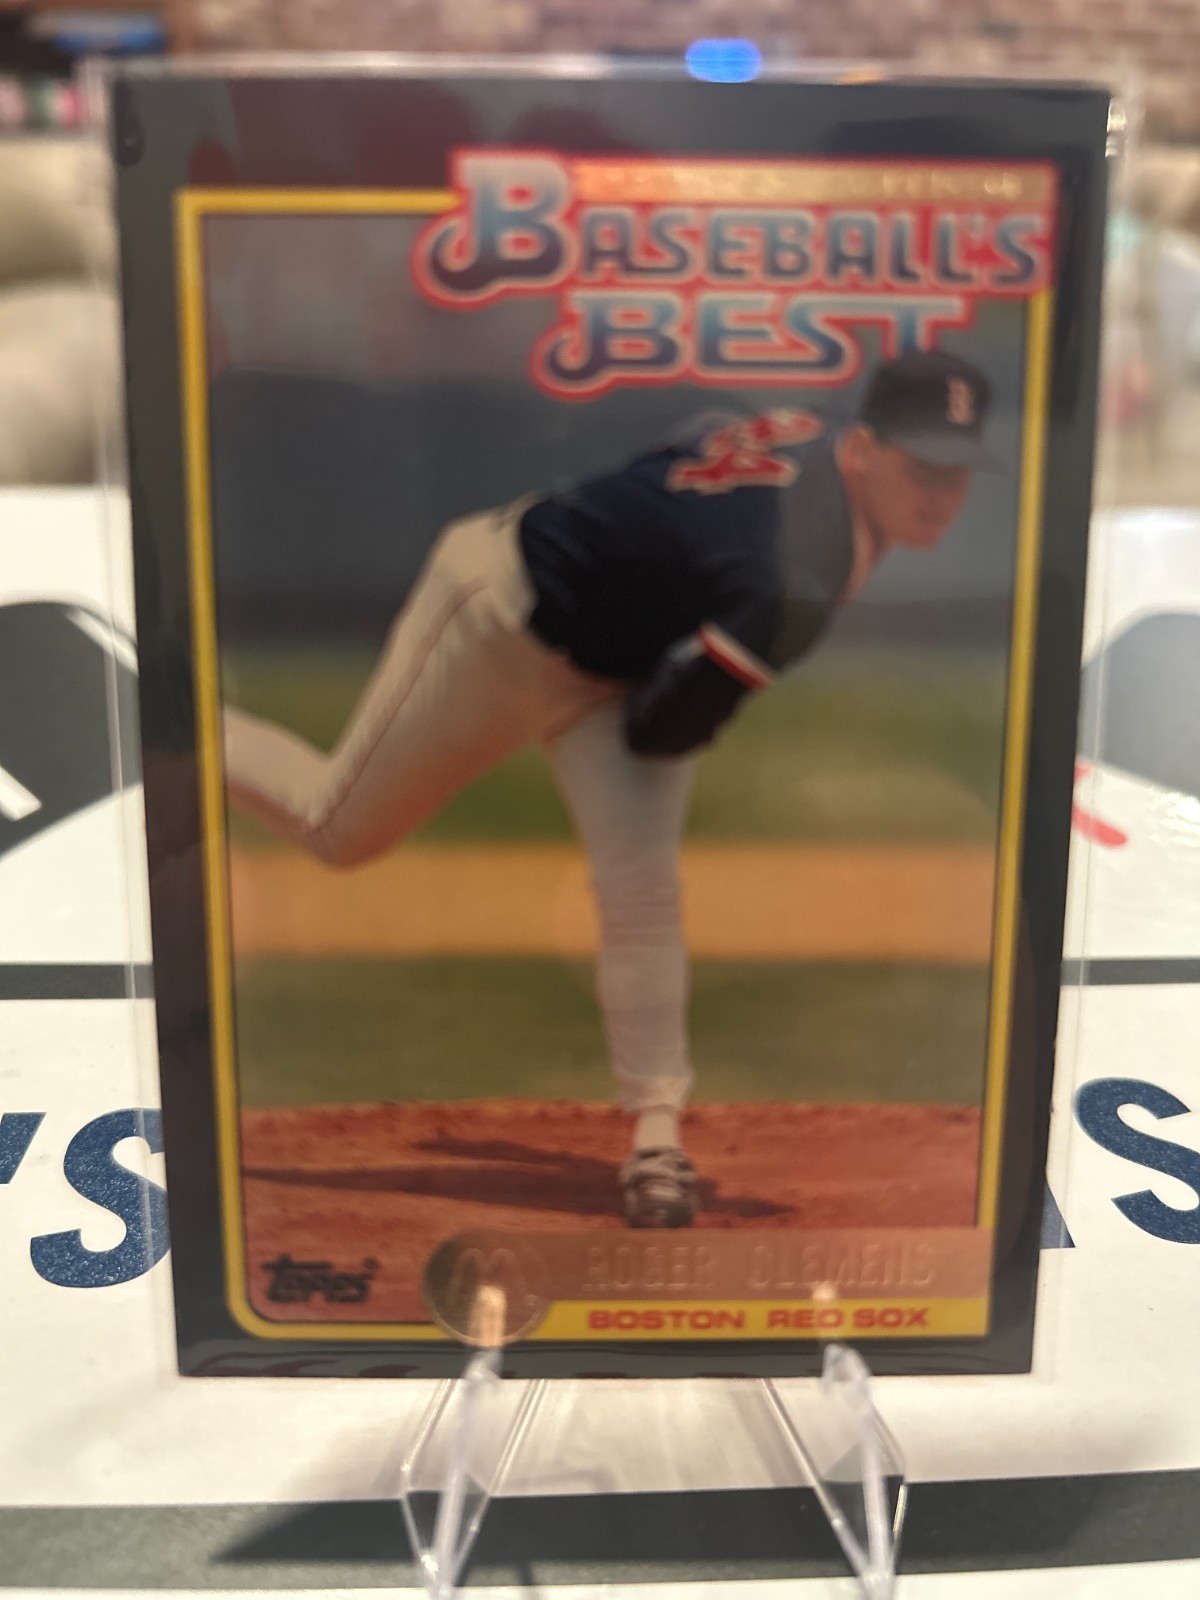 BASEBALL'S
BEST
B
TOPPS
M
ROGER CLEMENS
BOSTON RED SOX
'S
S